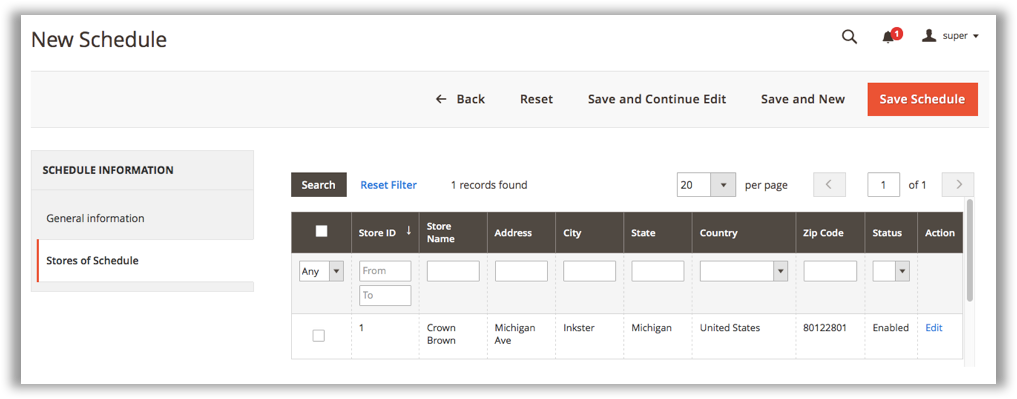 New Schedule
1
super
Back
Reset
Save and Continue Edit
Save and New
Save Schedule
SCHEDULE INFORMATION
General information
Stores of Schedule
Search
Reset Filter
1 records found
20
per page
1
of 1
Store ID
Store
Name
Address
City
State
Country
Zip Code
Status
Action
Any
From
To
1
Crown
Brown
Michigan
Ave
Inkster
Michigan
United States
80122801
Enabled
Edit